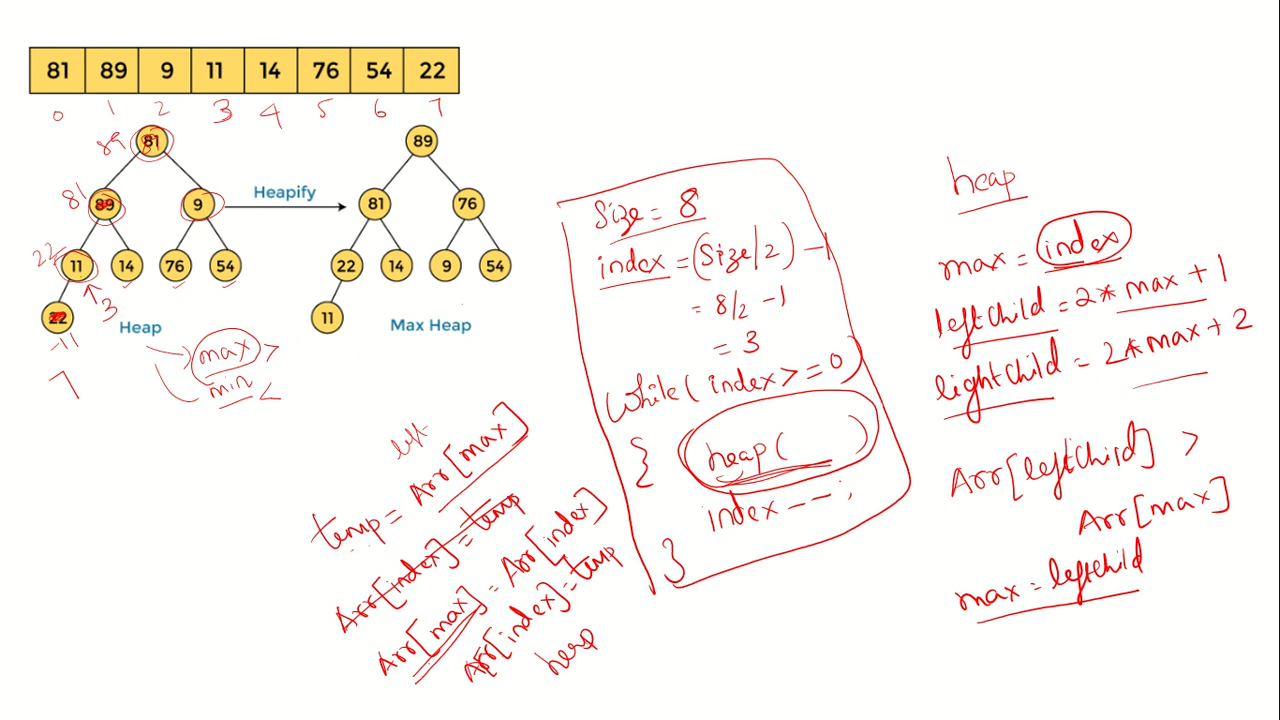 81 89 9 11 14 76 54 22
0 1 2 3 4 5 6 7
89 81
81 89 9
22 11 14 76 54
3
22
-11
7
Heap
max >
min <
Heapify
89
81 76
22 14 9 54
11
Max Heap
Size = 8
index = (Size/2) - 1
= 8/2 - 1
= 3
while ( index >= 0)
{ heap(
index -- ;
}
left
temp = Arr[max]
Arr[index] = temp
Arr[max] = Arr[index]
Arr[index] = temp
heap
heap
max = index
leftchild = 2* max + 1
lightchild = 2*max + 2
Arr[leftchild] >
Arr[max]
max = leftchild